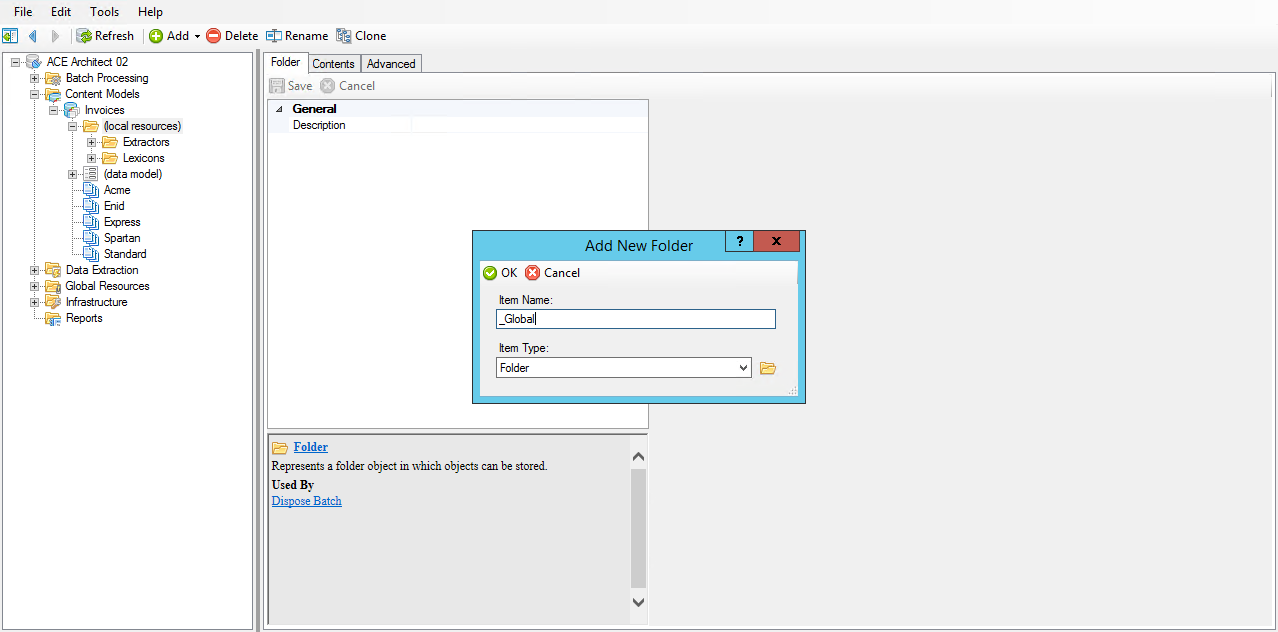 File Edit Tools Help
Refresh Add Delete Rename Clone
ACE Architect 02
Batch Processing
Content Models
Invoices
(local resources)
Extractors
Lexicons
(data model)
Acme
Enid
Express
Spartan
Standard
Data Extraction
Global Resources
Infrastructure
Reports
Folder Contents Advanced
Save Cancel
General
Description
Add New Folder ? X
OK Cancel
Item Name:
_Global
Item Type:
Folder
Folder
Represents a folder object in which objects can be stored.
Used By
Dispose Batch